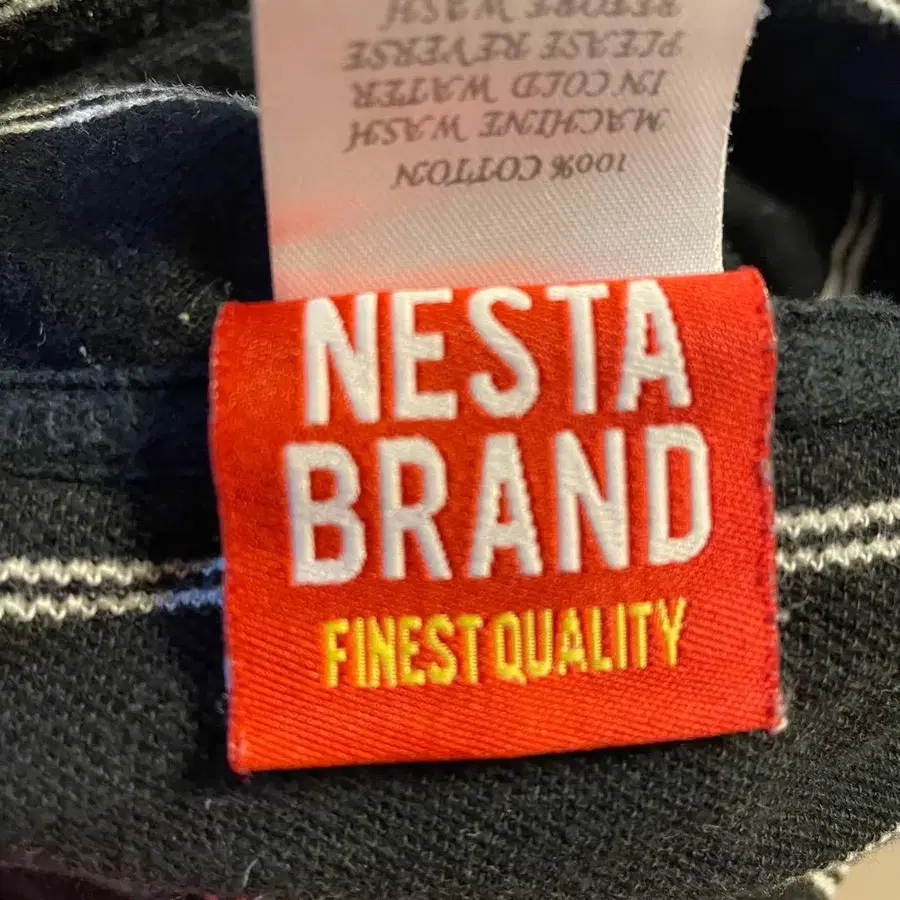 100% COTTON
MACHINE WASH
IN COLD WATER
PLEASE REVERSE
BEFORE WASH
NESTA
BRAND
FINEST QUALITY